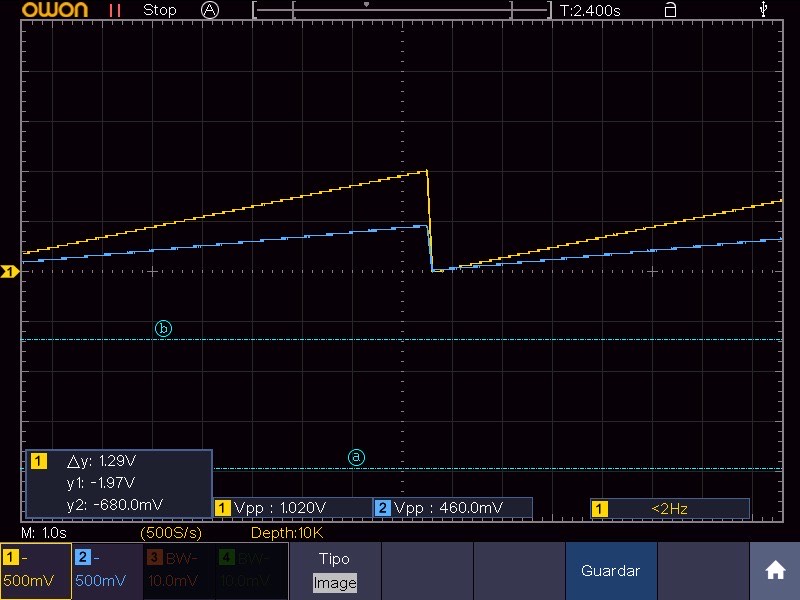 OWON Stop A T:2.400s
1
b
a
1 △y: 1.29V
y1: -1.97V
y2: -680.0mV
1 Vpp : 1.020V 2 Vpp : 460.0mV 1 <2Hz
M: 1.0s (500S/s) Depth:10K
1 - 2 - 3 BW- 4 BW- Tipo
500mV 500mV 10.0mV 10.0mV Image Guardar